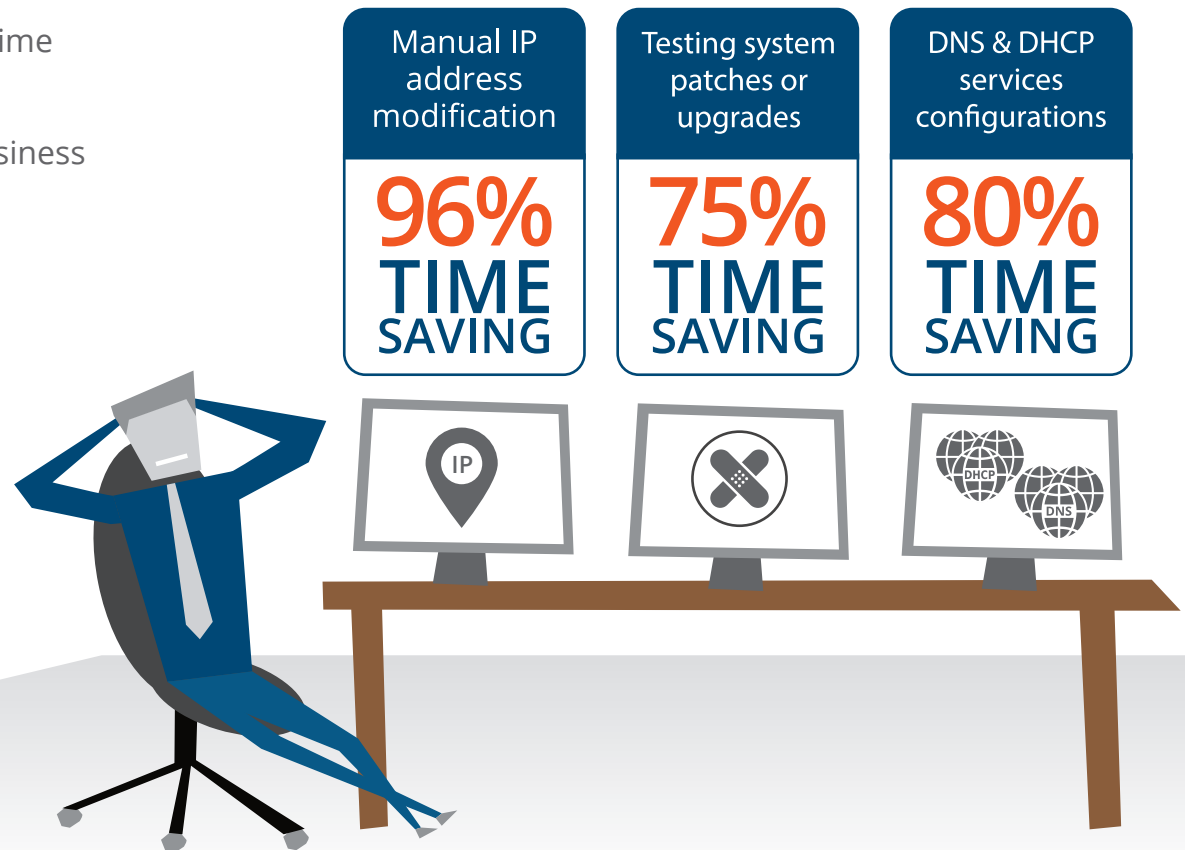 ime
siness
Manual IP
address
modification
96%
TIME
SAVING
Testing system
patches or
upgrades
75%
TIME
SAVING
DNS & DHCP
services
configurations
80%
TIME
SAVING
IP
DHCP
DNS